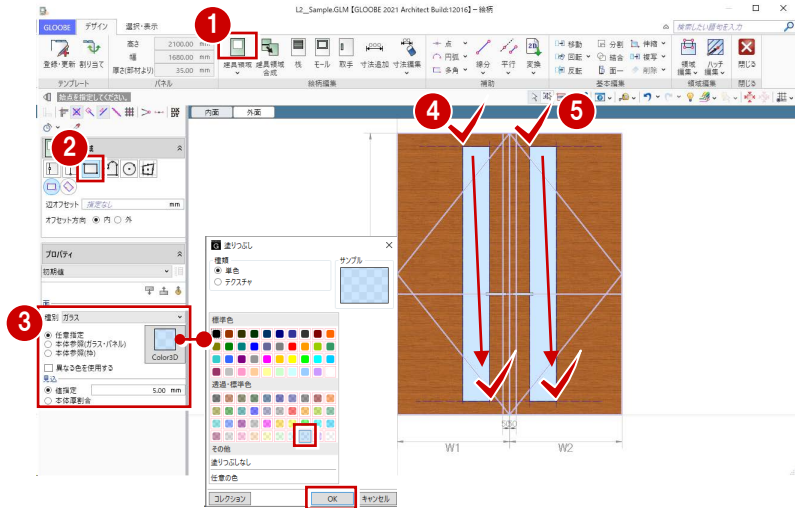 L2__Sample.GLM【GLOOBE 2021 Architect Build:12016】－絵柄
GLOOBE デザイン 選択･表示
検索したい語句を入力
登録･更新 割り当て
テンプレート
高さ 2100.00 mm
幅 1680.00 mm
厚さ(部材より) 35.00 mm
パネル
建具領域 建具領域合成 桟 モール 取手 寸法追加 寸法編集
絵柄編集
点 円弧 多角 線分 平行 変換
補助
移動 分割 伸縮
回転 結合 複写
反転 面ー 削除
基本編集
領域編集 ハッチ編集
領域編集
閉じる
閉じる
始点を指定してください。
内面 外面
1
2
3
4
5
辺オフセット 指定なし mm
オフセット方向 内 外
プロパティ
初期値
面
種別 ガラス
任意指定
本体参照(ガラス･パネル)
本体参照(枠)
Color3D
異なる色を使用する
見込
値指定 5.00 mm
本体厚割合
塗りつぶし
種類
単色
テクスチャ
サンプル
標準色
透過･標準色
その他
塗りつぶしなし
任意の色
コレクション OK キャンセル
W1 W2